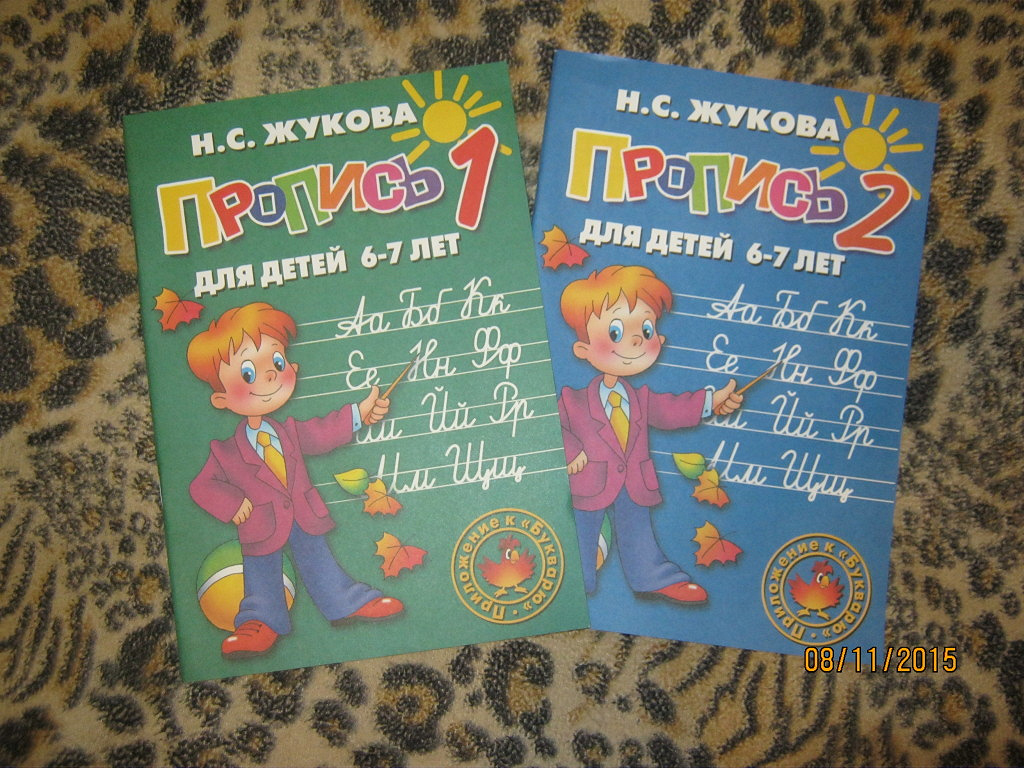 Н.С. ЖУКОВА
ПРОПИСЬ 1
ДЛЯ ДЕТЕЙ 6-7 ЛЕТ
Аа Бб Кк
Ее Нн Фф
Йй Рр
Щщ
Приложение к «Букварю»
Н.С. ЖУКОВА
ПРОПИСЬ 2
ДЛЯ ДЕТЕЙ 6-7 ЛЕТ
Аа Бб Кк
Ее Нн Фф
Йй Рр
Щщ
Приложение к «Букварю»
08/11/2015